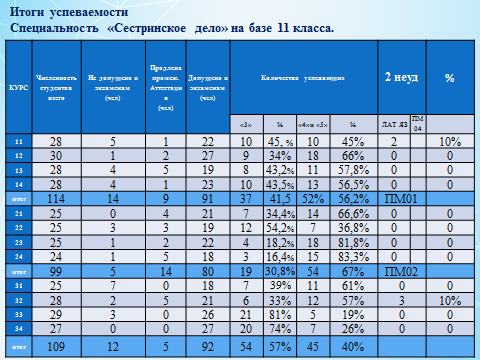 Итоги успеваемости
Специальность «Сестринское дело» на базе 11 класса.
КУРС Численность студентов всего Не допущено к экзаменам (чел) Продлена промеж. Аттестация (чел) Допущено к экзаменам (чел) Количество успевающих 2 неуд %
«3» % «4»и «5» % ЛАТ ЯЗ ПМ 04
11 28 5 1 22 10 45, % 10 45% 2 10%
12 30 1 2 27 9 34% 18 66% 0 0
13 28 4 5 19 8 43,2% 11 57,8% 0 0
14 28 4 1 23 10 43,5% 13 56,5% 0 0
итог 114 14 9 91 37 41,5 52% 56,2% ПМ01
21 25 0 4 21 7 34,4% 14 66,6% 0 0
22 25 3 3 19 12 54,2% 7 36,8% 0 0
23 25 1 2 22 4 18,2% 18 81,8% 0 0
24 24 1 5 18 3 16,4% 15 83,3% 0 0
итог 99 5 14 80 19 30,8% 54 67% ПМ02
31 25 7 0 18 7 39% 11 61% 0 0
32 28 2 5 21 6 33% 12 57% 3 10%
33 29 3 0 26 21 81% 5 19%
34 27 0 0 27 20 74% 7 26% 0 0
итог 109 12 5 92 54 57% 45 40%